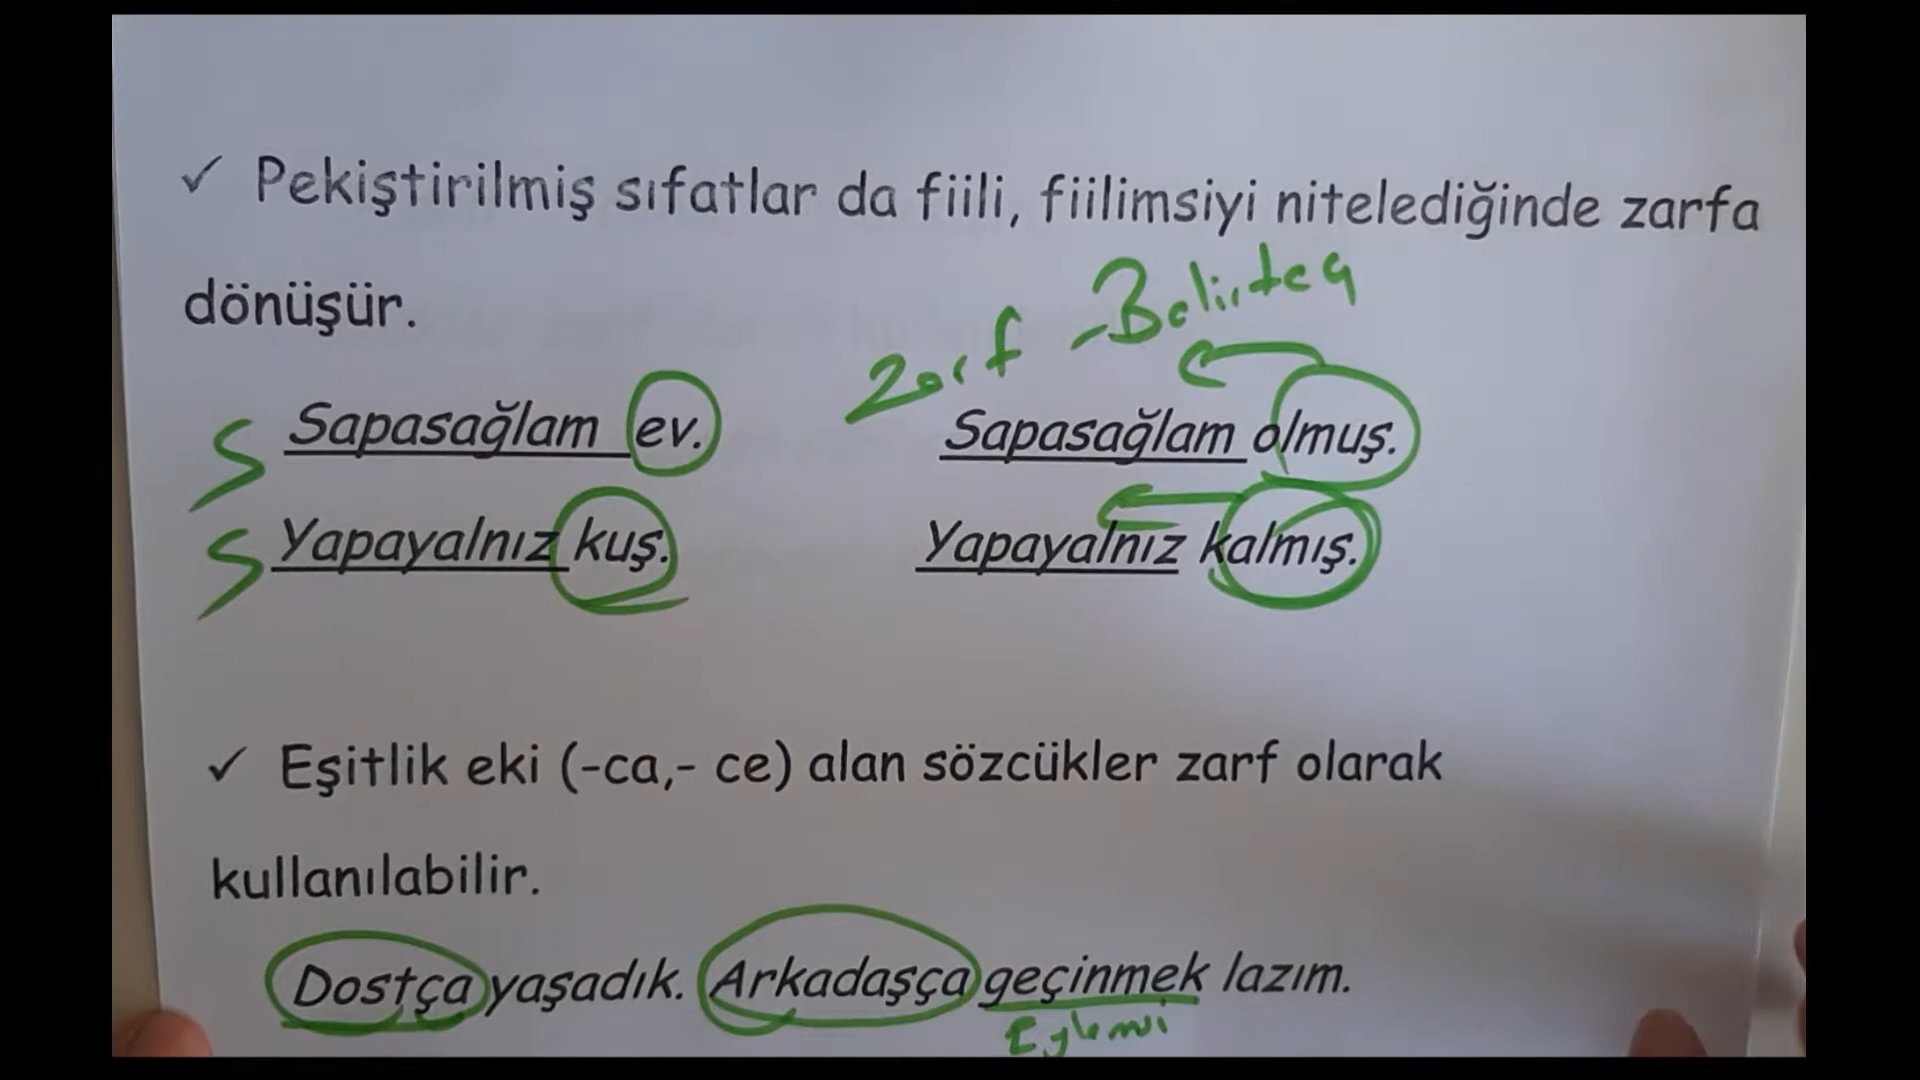 ✓ Pekiştirilmiş sıfatlar da fiili, fiilimsiyi nitelediğinde zarfa
dönüşür.
Zarf - Belirteç
S Sapasağlam ev. Sapasağlam olmuş.
S Yapayalnız kuş. Yapayalnız kalmış.
✓ Eşitlik eki (-ca,- ce) alan sözcükler zarf olarak
kullanılabilir.
Dostça yaşadık. Arkadaşça geçinmek lazım.
Eylemsi